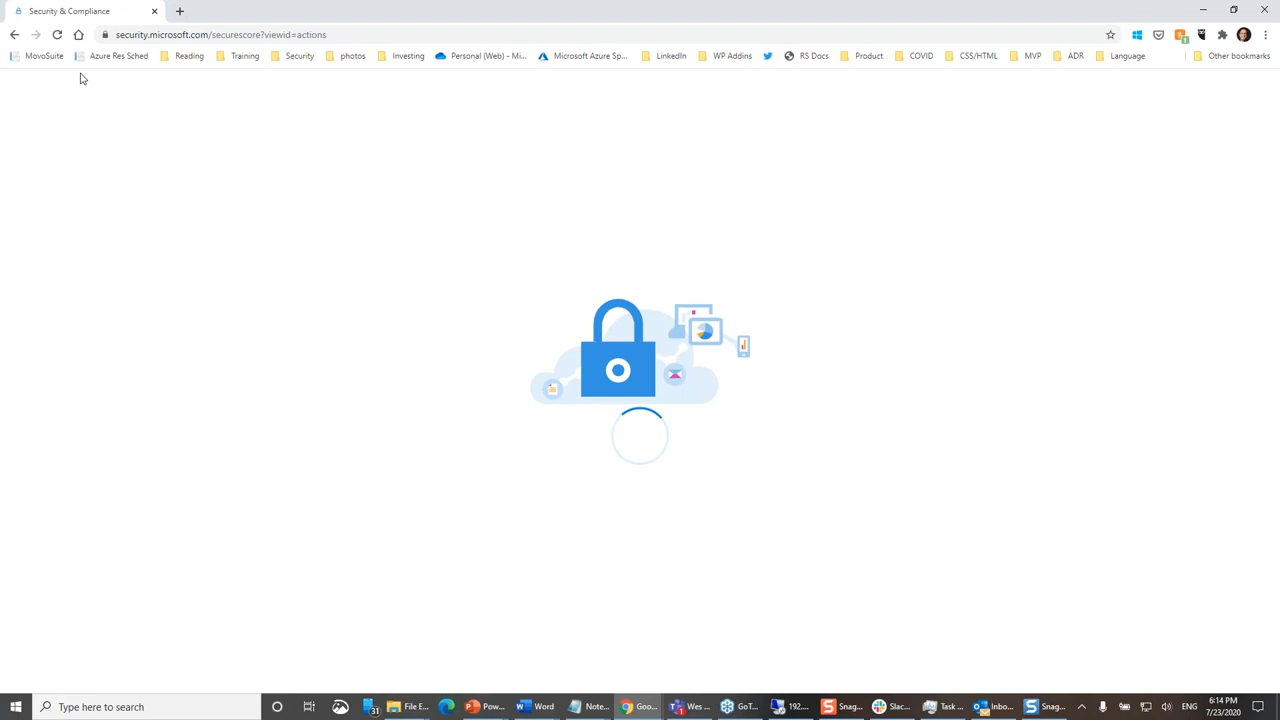 Security & Compliance
security.microsoft.com/securescore?viewid=actions
MovoSuite Azure Res Sched Reading Training Security photos Investing Personal (Web) - Mi... Microsoft Azure Sp... LinkedIn WP Addins RS Docs Product COVID CSS/HTML MVP ADR Language Other bookmarks
Type here to search
31 File E... Pow... Word Note... Goo... 1 Wes ... GoT... 192.... Snag... Slac... Task ... Inbo... Snag... ENG
6:14 PM
7/23/2020